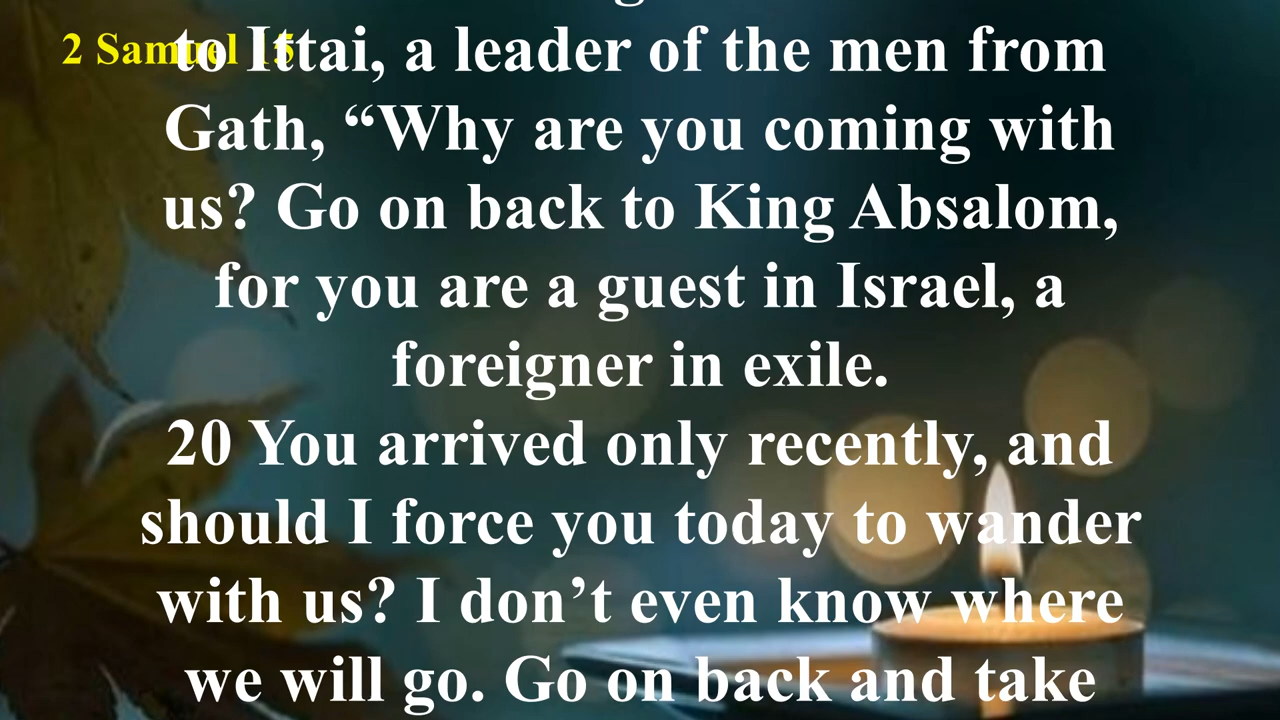 2 Samuel 15
to Ittai, a leader of the men from
Gath, “Why are you coming with
us? Go on back to King Absalom,
for you are a guest in Israel, a
foreigner in exile.
20 You arrived only recently, and
should I force you today to wander
with us? I don’t even know where
we will go. Go on back and take